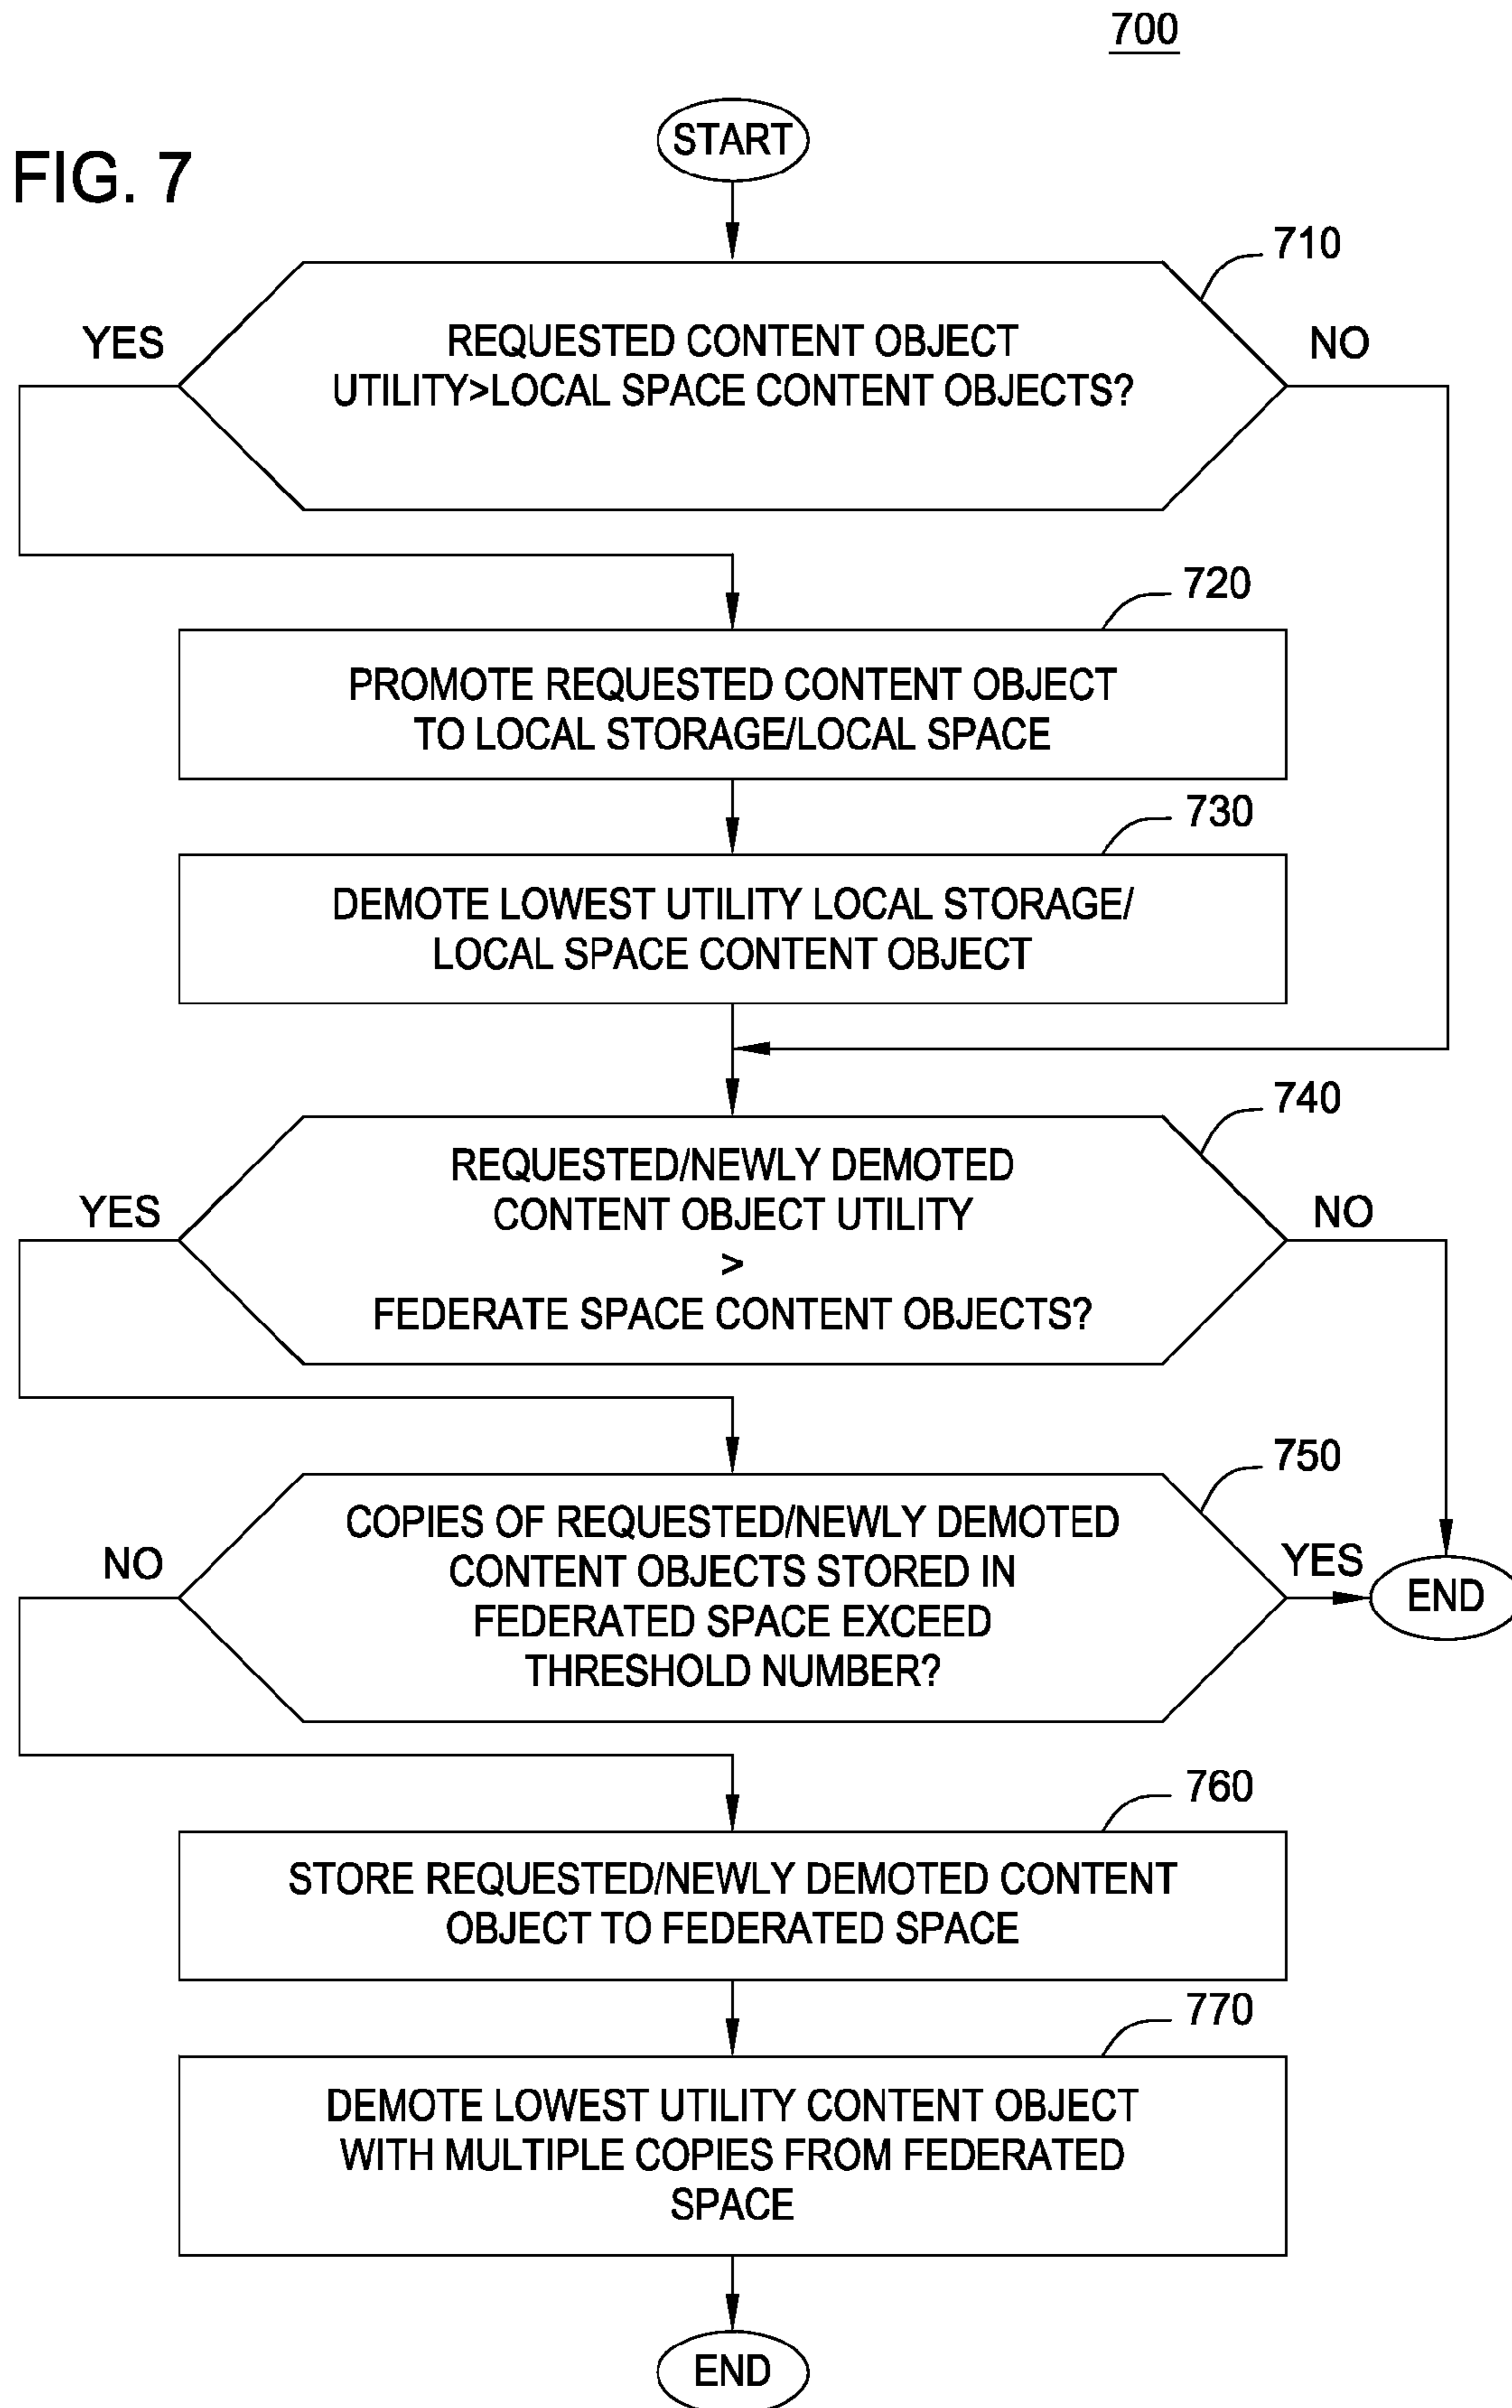 700
START
FIG. 7
710
YES
REQUESTED CONTENT OBJECT
UTILITY>LOCAL SPACE CONTENT OBJECTS?
NO
720
PROMOTE REQUESTED CONTENT OBJECT
TO LOCAL STORAGE/LOCAL SPACE
730
DEMOTE LOWEST UTILITY LOCAL STORAGE/
LOCAL SPACE CONTENT OBJECT
740
YES
REQUESTED/NEWLY DEMOTED
CONTENT OBJECT UTILITY
>
FEDERATE SPACE CONTENT OBJECTS?
NO
750
NO
COPIES OF REQUESTED/NEWLY DEMOTED
CONTENT OBJECTS STORED IN
FEDERATED SPACE EXCEED
THRESHOLD NUMBER?
YES
END
760
STORE REQUESTED/NEWLY DEMOTED CONTENT
OBJECT TO FEDERATED SPACE
770
DEMOTE LOWEST UTILITY CONTENT OBJECT
WITH MULTIPLE COPIES FROM FEDERATED
SPACE
END